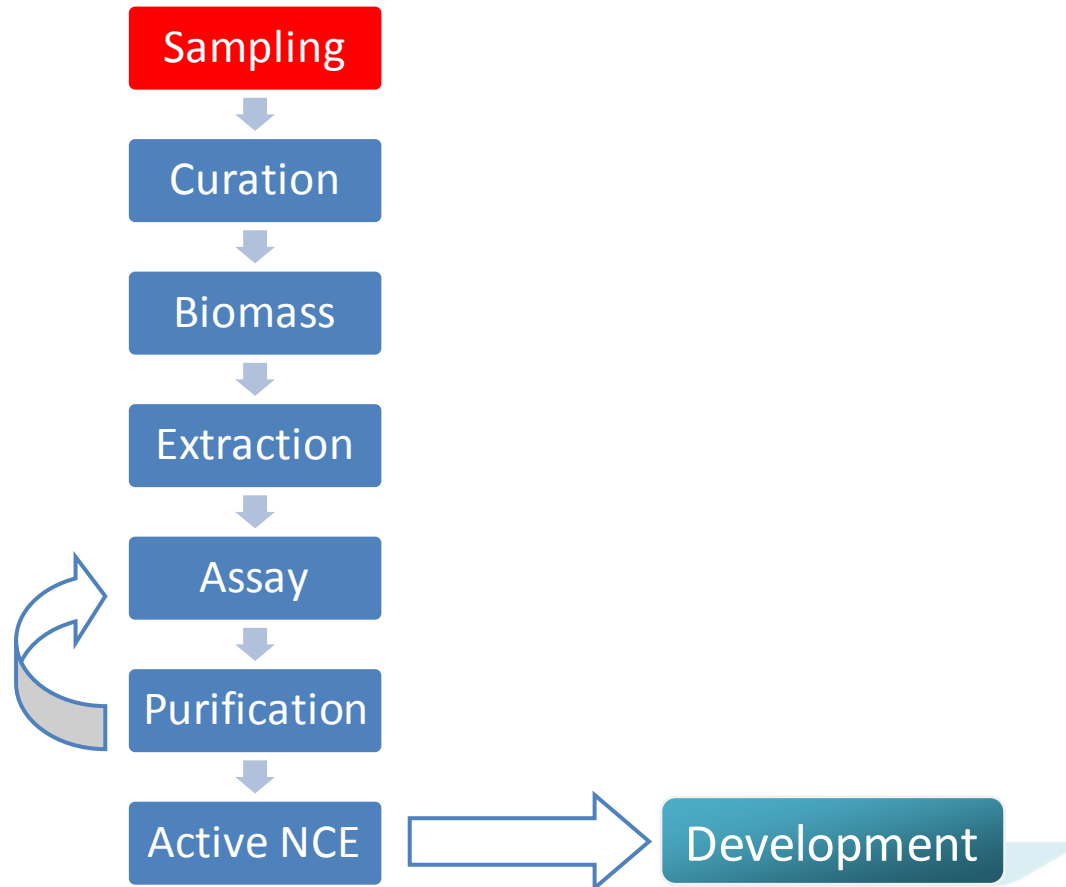 Sampling
Curation
Biomass
Extraction
Assay
Purification
Active NCE
Development